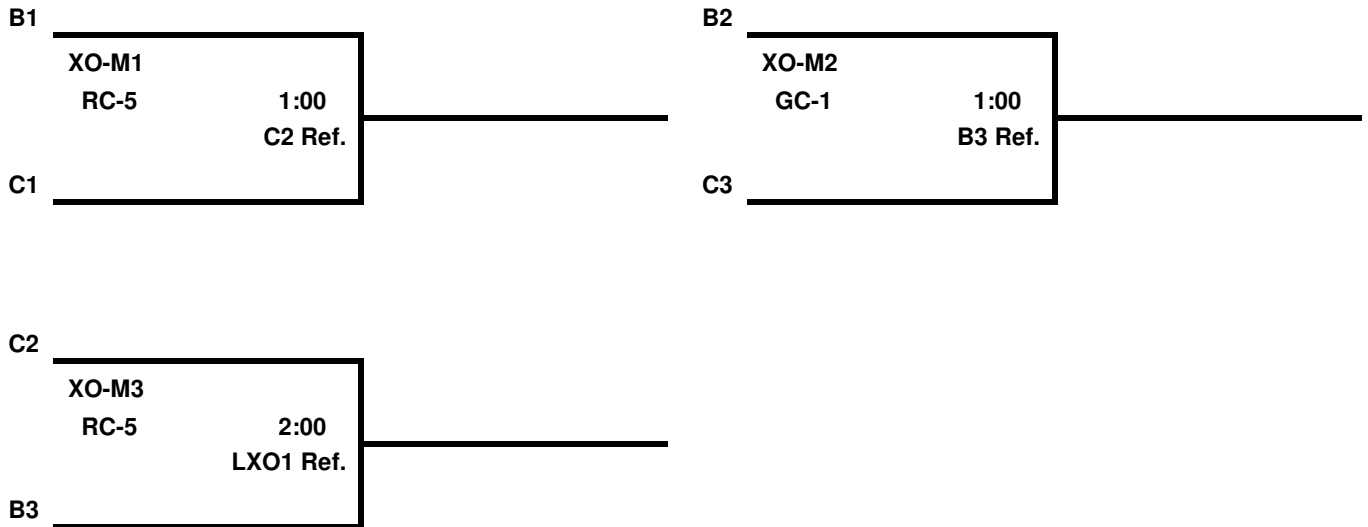 B1
XO-M1
RC-5 1:00
C2 Ref.
C1
B2
XO-M2
GC-1 1:00
B3 Ref.
C3
C2
XO-M3
RC-5 2:00
LXO1 Ref.
B3